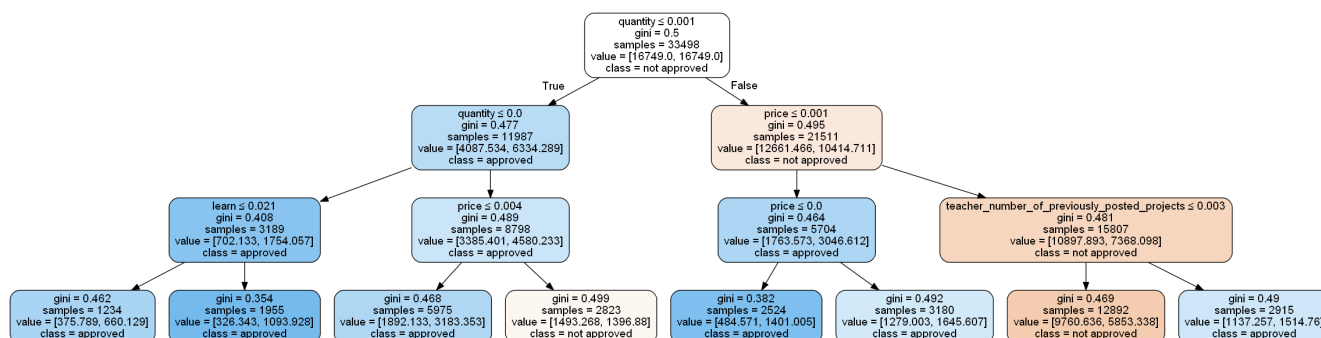 quantity ≤ 0.001
gini = 0.5
samples = 33498
value = [16749.0, 16749.0]
class = not approved
True
False
quantity ≤ 0.0
gini = 0.477
samples = 11987
value = [4087.534, 6334.289]
class = approved
price ≤ 0.001
gini = 0.495
samples = 21511
value = [12661.466, 10414.711]
class = not approved
learn ≤ 0.021
gini = 0.408
samples = 3189
value = [702.133, 1754.057]
class = approved
price ≤ 0.004
gini = 0.489
samples = 8798
value = [3385.401, 4580.233]
class = approved
price ≤ 0.0
gini = 0.464
samples = 5704
value = [1763.573, 3046.612]
class = approved
teacher_number_of_previously_posted_projects ≤ 0.003
gini = 0.481
samples = 15807
value = [10897.893, 7368.098]
class = not approved
gini = 0.462
samples = 1234
value = [375.789, 660.129]
class = approved
gini = 0.354
samples = 1955
value = [326.343, 1093.928]
class = approved
gini = 0.468
samples = 5975
value = [1892.133, 3183.353]
class = approved
gini = 0.499
samples = 2823
value = [1493.268, 1396.88]
class = not approved
gini = 0.382
samples = 2524
value = [484.571, 1401.005]
class = approved
gini = 0.492
samples = 3180
value = [1279.003, 1645.607]
class = approved
gini = 0.469
samples = 12892
value = [9760.636, 5853.338]
class = not approved
gini = 0.49
samples = 2915
value = [1137.257, 1514.76]
class = approved